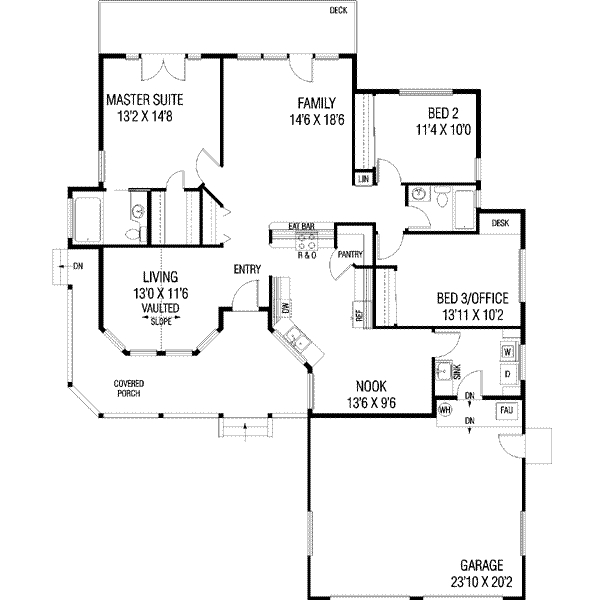 DECK
MASTER SUITE
13'2 X 14'8
FAMILY
14'6 X 18'6
BED 2
11'4 X 10'0
LIN
DESK
EAT BAR
R & O
PANTRY
DN
LIVING
13'0 X 11'6
VAULTED
SLOPE
ENTRY
DW
REF
BED 3/OFFICE
13'11 X 10'2
W
D
SINK
COVERED
PORCH
NOOK
13'6 X 9'6
DN
WH
FAU
DN
GARAGE
23'10 X 20'2